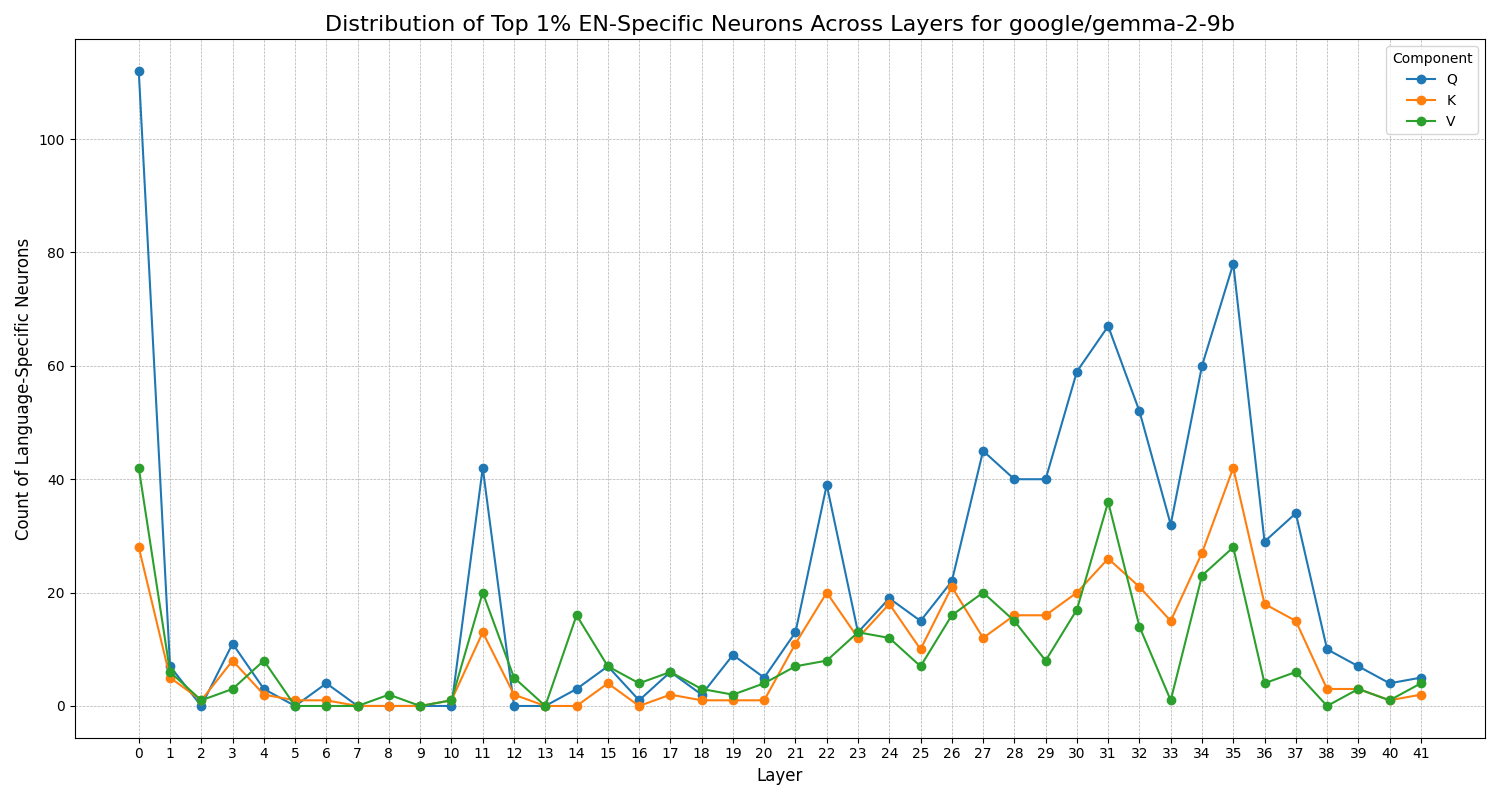 Distribution of Top 1% EN-Specific Neurons Across Layers for google/gemma-2-9b
Component
Q
K
V
Count of Language-Specific Neurons
100
80
60
40
20
0
0 1 2 3 4 5 6 7 8 9 10 11 12 13 14 15 16 17 18 19 20 21 22 23 24 25 26 27 28 29 30 31 32 33 34 35 36 37 38 39 40 41
Layer